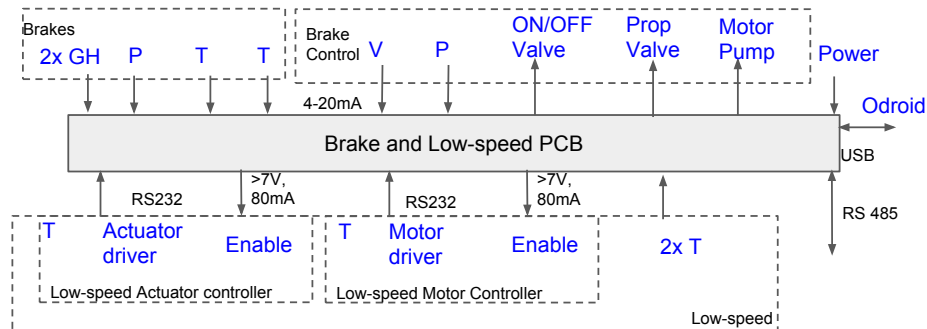 Brakes
2x GH P T T
Brake
Control
V P
ON/OFF
Valve
Prop
Valve
Motor
Pump
Power
4-20mA
Odroid
Brake and Low-speed PCB
USB
RS232
>7V,
80mA
RS232
>7V,
80mA
RS 485
T
Actuator
driver
Enable
T
Motor
driver
Enable
2x T
Low-speed Actuator controller
Low-speed Motor Controller
Low-speed